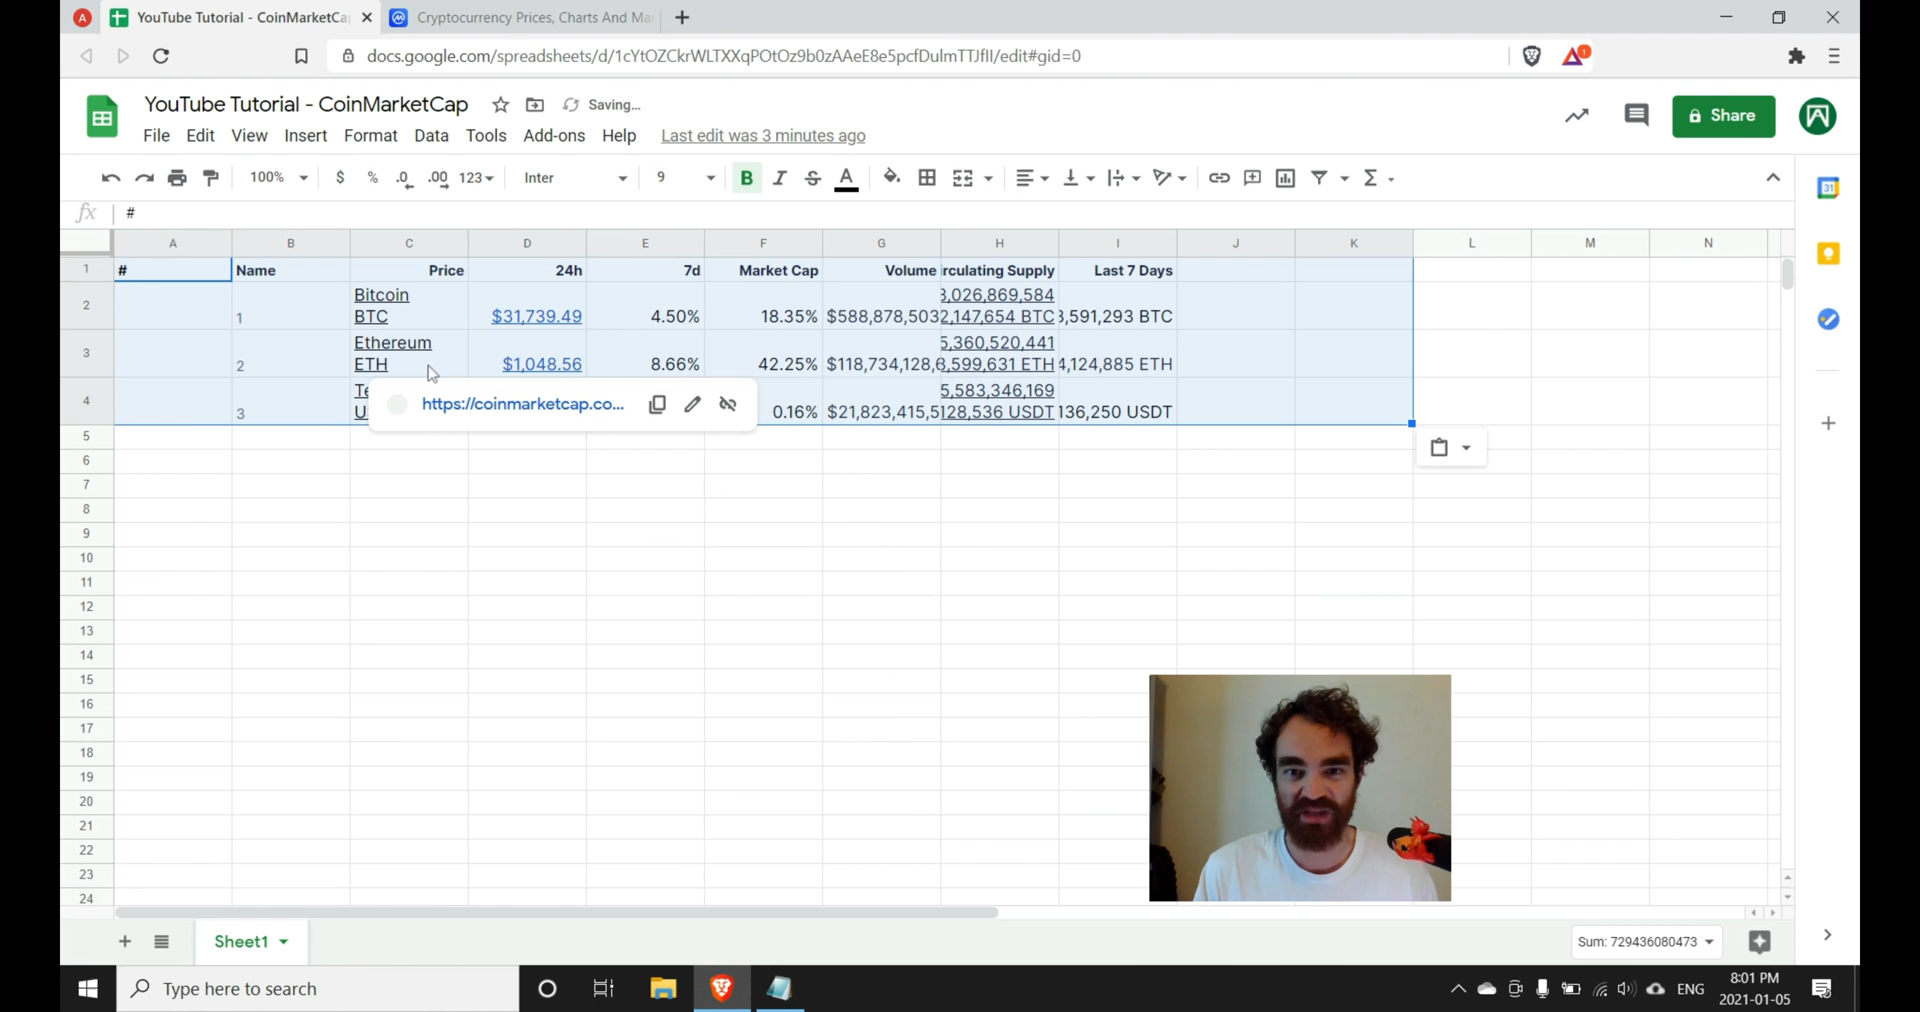 YouTube Tutorial - CoinMarketCa
Cryptocurrency Prices, Charts And Ma
docs.google.com/spreadsheets/d/1cYtOZCkrWLTXXqPOtOz9b0zAAeE8e5pcfDulmTTJflI/edit#gid=0
1
YouTube Tutorial - CoinMarketCap
Saving...
File Edit View Insert Format Data Tools Add-ons Help Last edit was 3 minutes ago
Share
100% $ % .0 .00 123 Inter 9 B I S A Σ
31
fx #
A B C D E F G H I J K L M N
1 # Name Price 24h 7d Market Cap Volume irculating Supply Last 7 Days
2 1 Bitcoin BTC $31,739.49 4.50% 18.35% $588,878,503 3,026,869,584 2,147,654 BTC 3,591,293 BTC
3 2 Ethereum ETH $1,048.56 8.66% 42.25% $118,734,128,6 5,360,520,441 3,599,631 ETH 4,124,885 ETH
4 3 Te U https://coinmarketcap.co... 0.16% $21,823,415,5 5,583,346,169 128,536 USDT 136,250 USDT
5
6
7
8
9
10
11
12
13
14
15
16
17
18
19
20
21
22
23
24
Sheet1
Sum: 729436080473
Type here to search
ENG
8:01 PM
2021-01-05